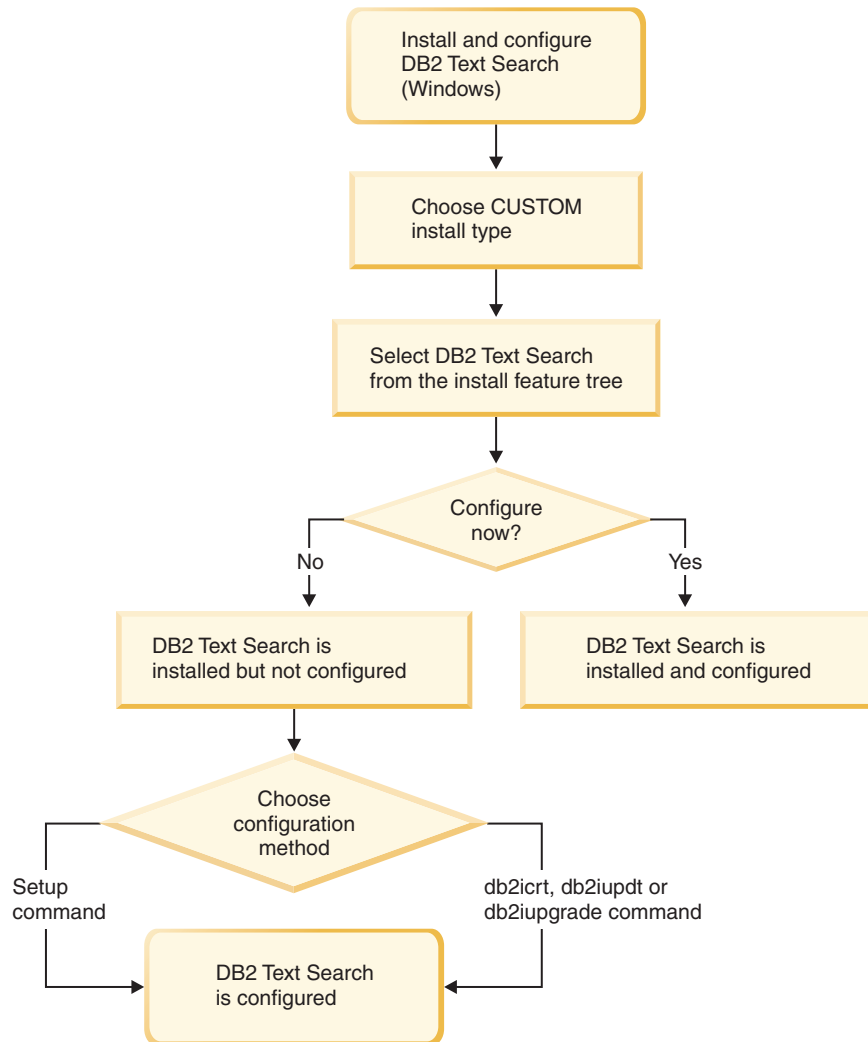 Install and configure
DB2 Text Search
(Windows)
Choose CUSTOM
install type
Select DB2 Text Search
from the install feature tree
Configure
now?
No
Yes
DB2 Text Search is
installed but not configured
DB2 Text Search is
installed and configured
Choose
configuration
method
Setup
command
db2icrt, db2iupdt or
db2iupgrade command
DB2 Text Search
is configured